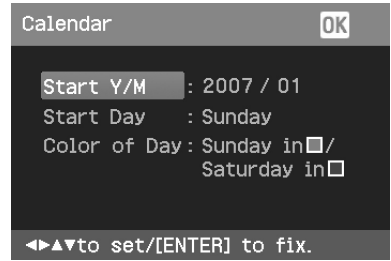 Calendar OK
Start Y/M : 2007 / 01
Start Day : Sunday
Color of Day : Sunday in /
Saturday in
◄►▲▼to set/[ENTER] to fix.